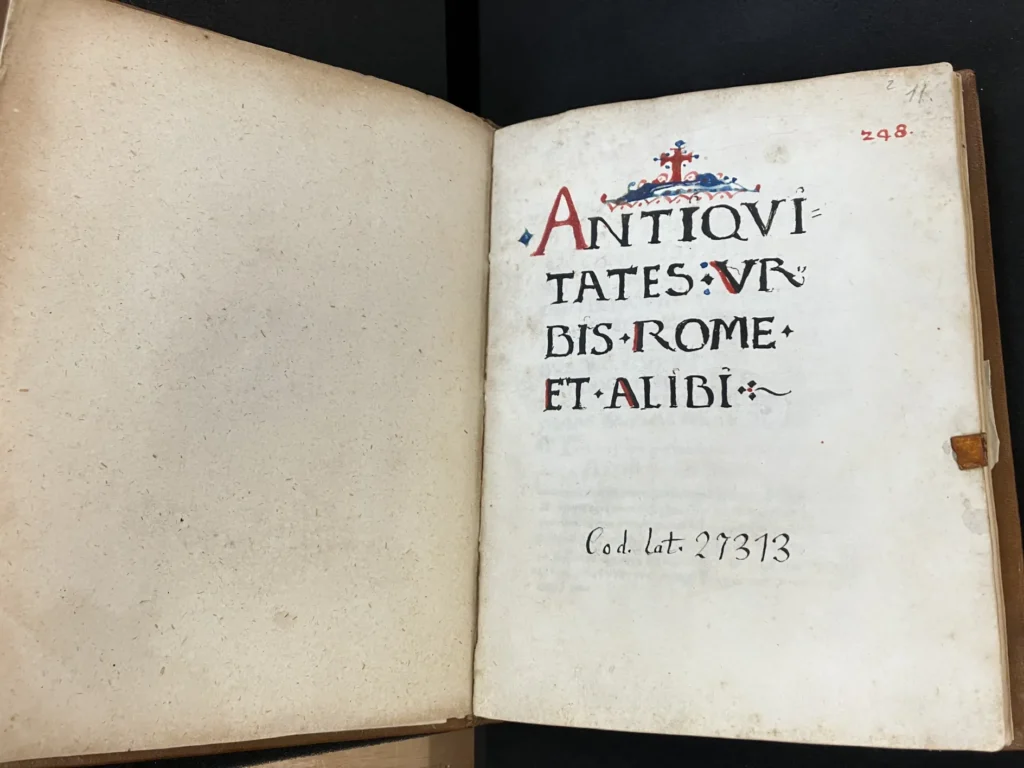 248.
ANTIQVI=
TATES : VR
BIS · ROME ·
ET · ALIBI
Cod. lat. 27313